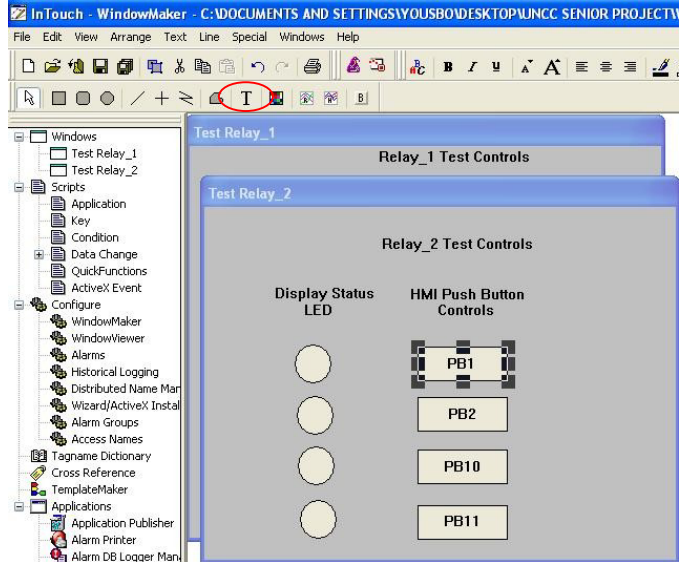 InTouch - WindowMaker - C:\DOCUMENTS AND SETTINGS\YOUSBO\DESKTOP\UNCC SENIOR PROJECT\
File Edit View Arrange Text Line Special Windows Help
B I U A A
T B
Windows
Test Relay_1
Test Relay_2
Scripts
Application
Key
Condition
Data Change
QuickFunctions
ActiveX Event
Configure
WindowMaker
WindowViewer
Alarms
Historical Logging
Distributed Name Man
Wizard/ActiveX Instal
Alarm Groups
Access Names
Tagname Dictionary
Cross Reference
TemplateMaker
Applications
Application Publisher
Alarm Printer
Alarm DB Logger Man
Test Relay_1
Relay_1 Test Controls
Test Relay_2
Relay_2 Test Controls
Display Status
LED
HMI Push Button
Controls
PB1
PB2
PB10
PB11